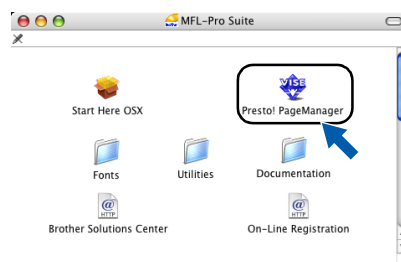 MFL-Pro Suite
Start Here OSX
VISE
Presto! PageManager
Fonts
Utilities
Documentation
@
HTTP
@
HTTP
Brother Solutions Center
On-Line Registration